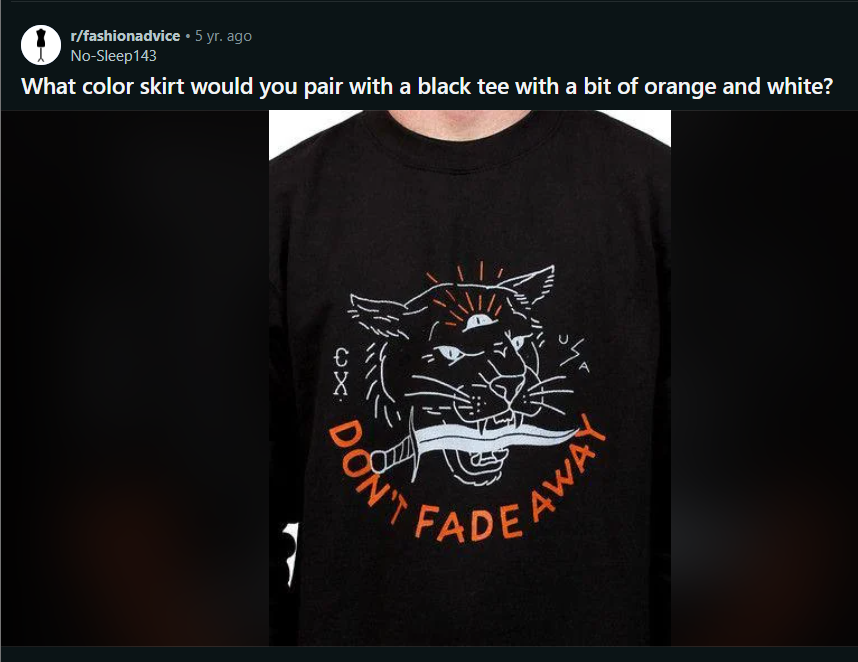 r/fashionadvice • 5 yr. ago
No-Sleep143
What color skirt would you pair with a black tee with a bit of orange and white?
CX.
USA
DON'T FADE AWAY